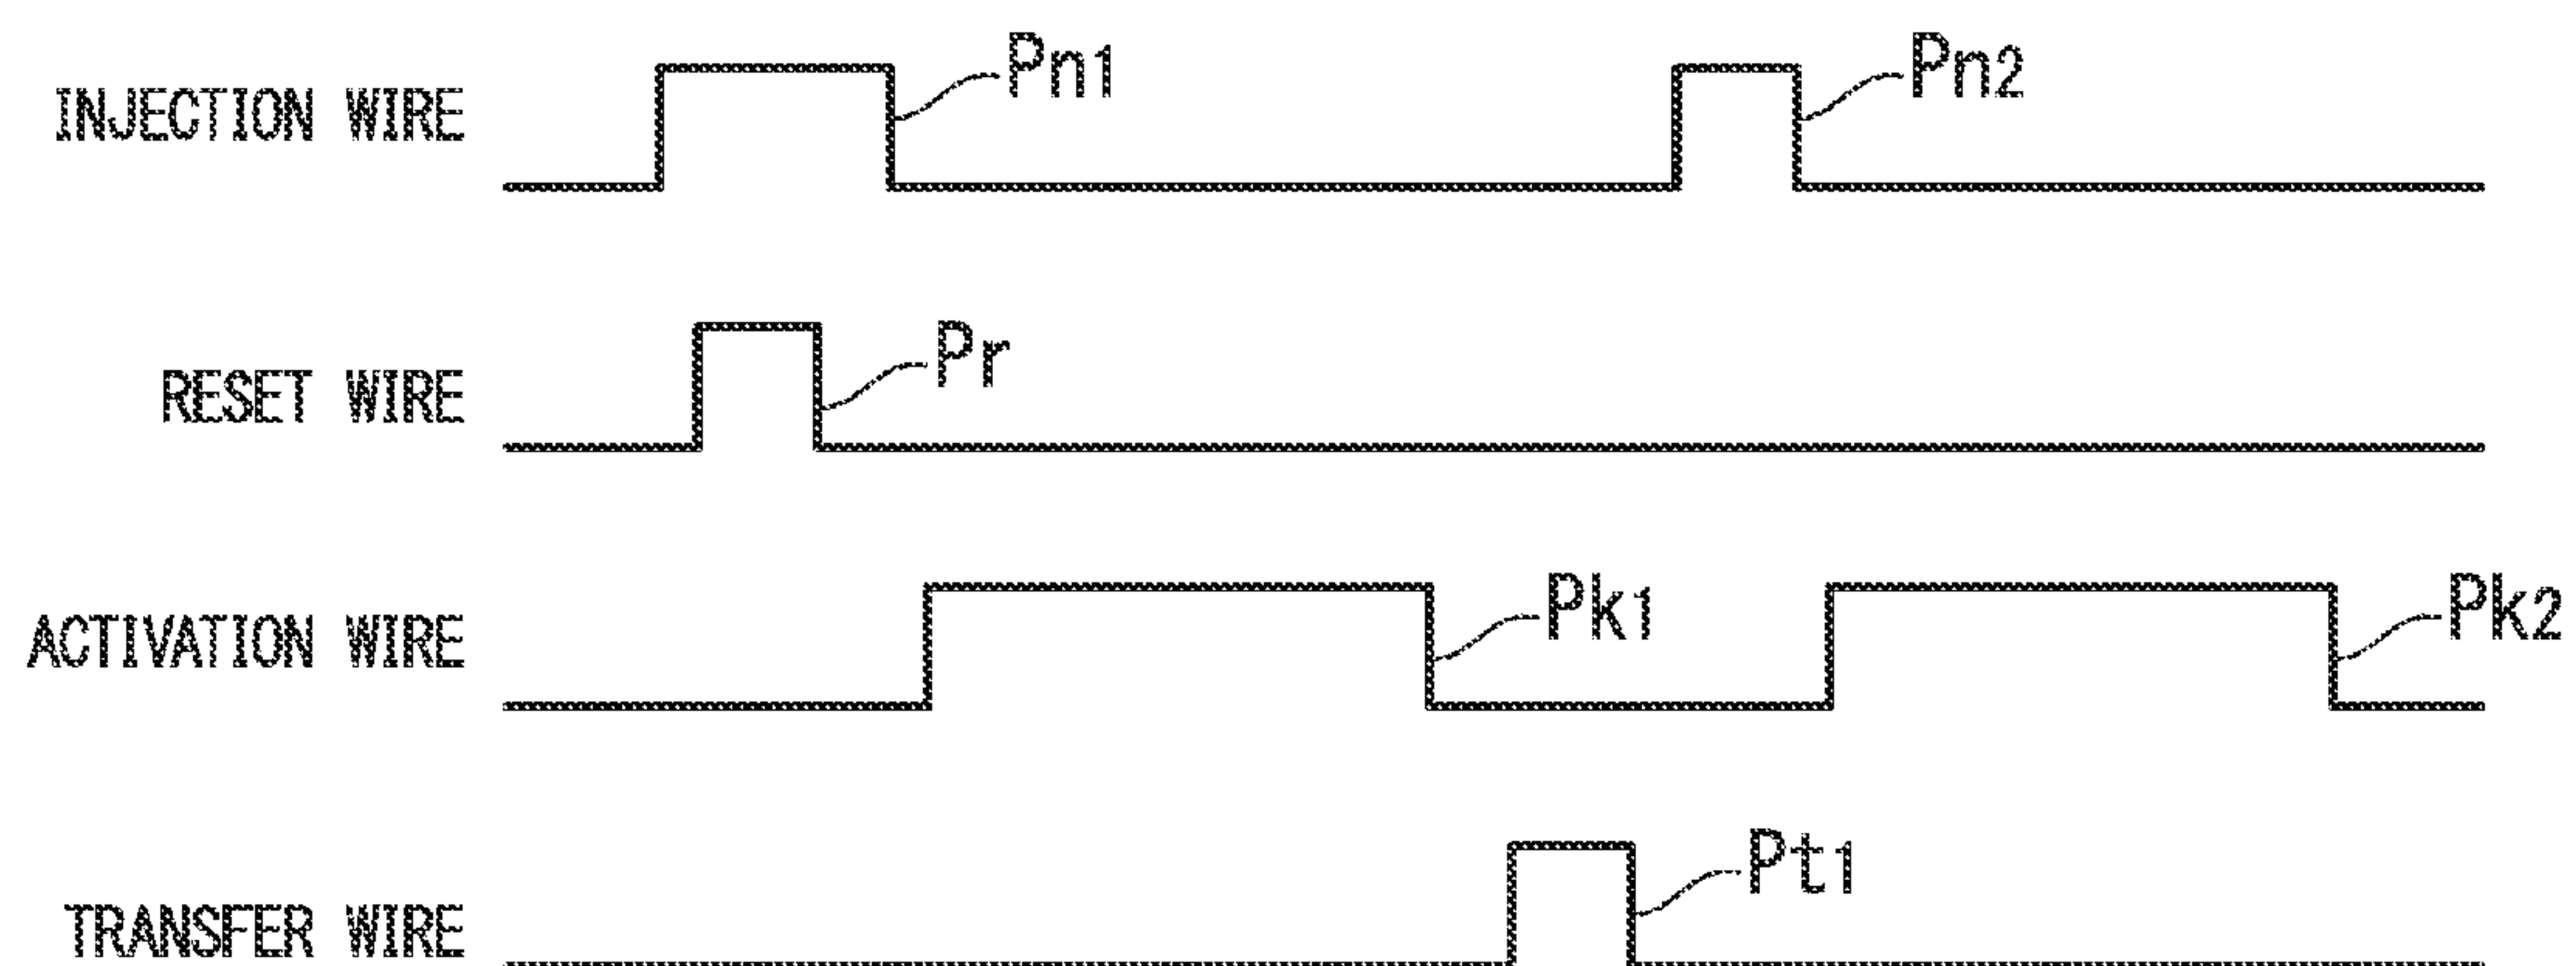 INJECTION WIRE
Pn1
Pn2
RESET WIRE
Pr
ACTIVATION WIRE
Pk1
Pk2
TRANSFER WIRE
Pt1